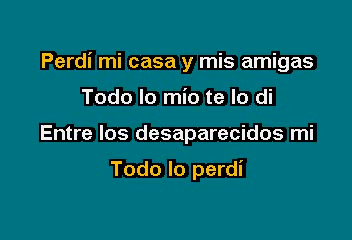 Perdí mi casa y mis amigas
Todo lo mío te lo di
Entre los desaparecidos mi
Todo lo perdí